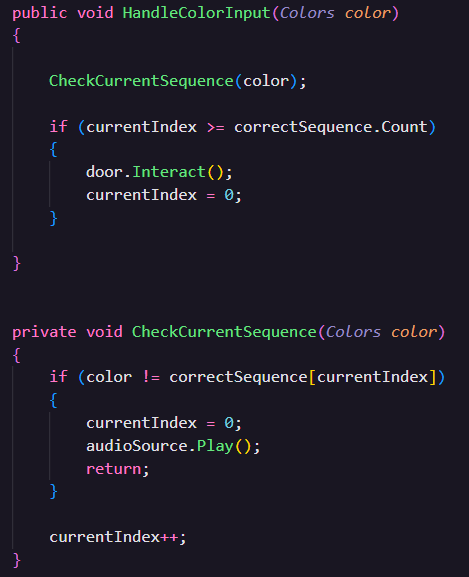 public void HandleColorInput(Colors color)
{
CheckCurrentSequence(color);
if (currentIndex >= correctSequence.Count)
{
door.Interact();
currentIndex = 0;
}
}
private void CheckCurrentSequence(Colors color)
{
if (color != correctSequence[currentIndex])
{
currentIndex = 0;
audioSource.Play();
return;
}
currentIndex++;
}